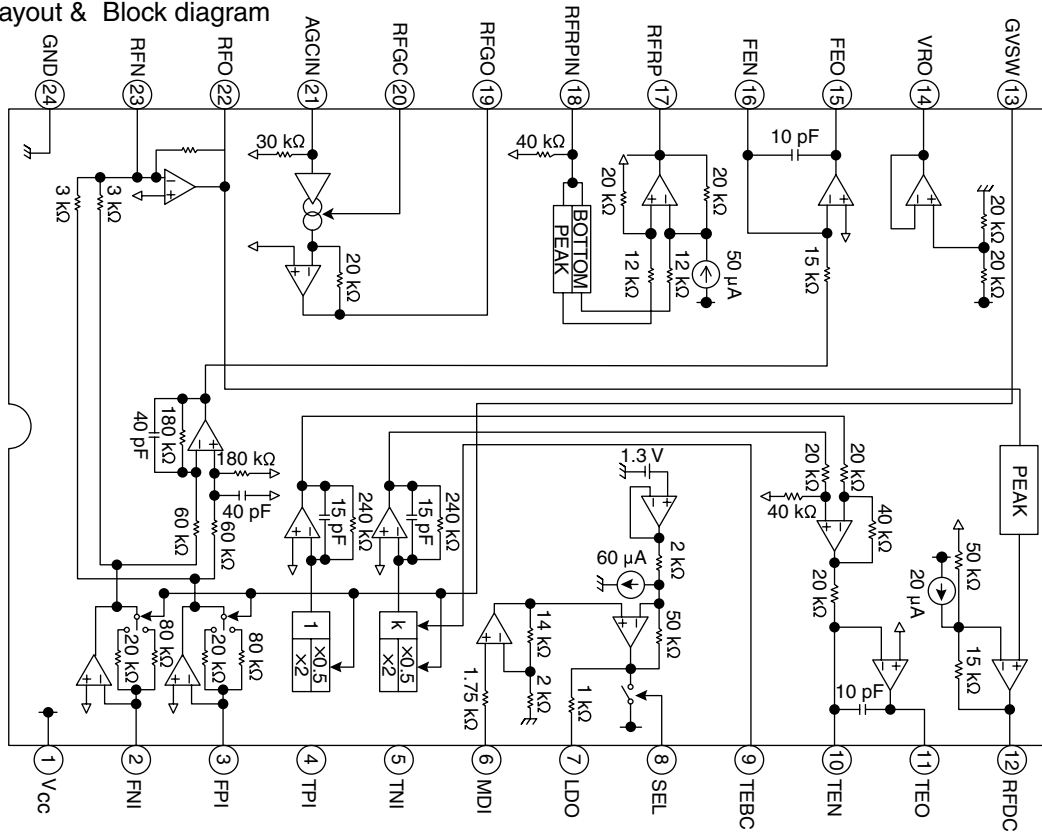 ayout & Block diagram
GND 24
RFN 23
RFO 22
AGCIN 21
RFGC 20
RFGO 19
RFRPIN 18
RFRP 17
FEN 16
FEO 15
VRO 14
GVSW 13
3 kΩ
3 kΩ
30 kΩ
20 kΩ
40 kΩ
BOTTOM
PEAK
20 kΩ
20 kΩ
12 kΩ
12 kΩ
50 µA
10 pF
15 kΩ
20 kΩ
20 kΩ
40 pF
180 kΩ
180 kΩ
40 pF
60 kΩ
60 kΩ
15 pF
240 kΩ
15 pF
240 kΩ
1.3 V
2 kΩ
60 µA
50 kΩ
20 kΩ
20 kΩ
40 kΩ
40 kΩ
20 kΩ
PEAK
50 kΩ
20 µA
15 kΩ
10 pF
20 kΩ
80 kΩ
20 kΩ
80 kΩ
1
×0.5
×2
k
×0.5
×2
14 kΩ
2 kΩ
1.75 kΩ
1 kΩ
1 Vcc
2 FNI
3 FPI
4 TPI
5 TNI
6 MDI
7 LDO
8 SEL
9 TEBC
10 TEN
11 TEO
12 RFDC